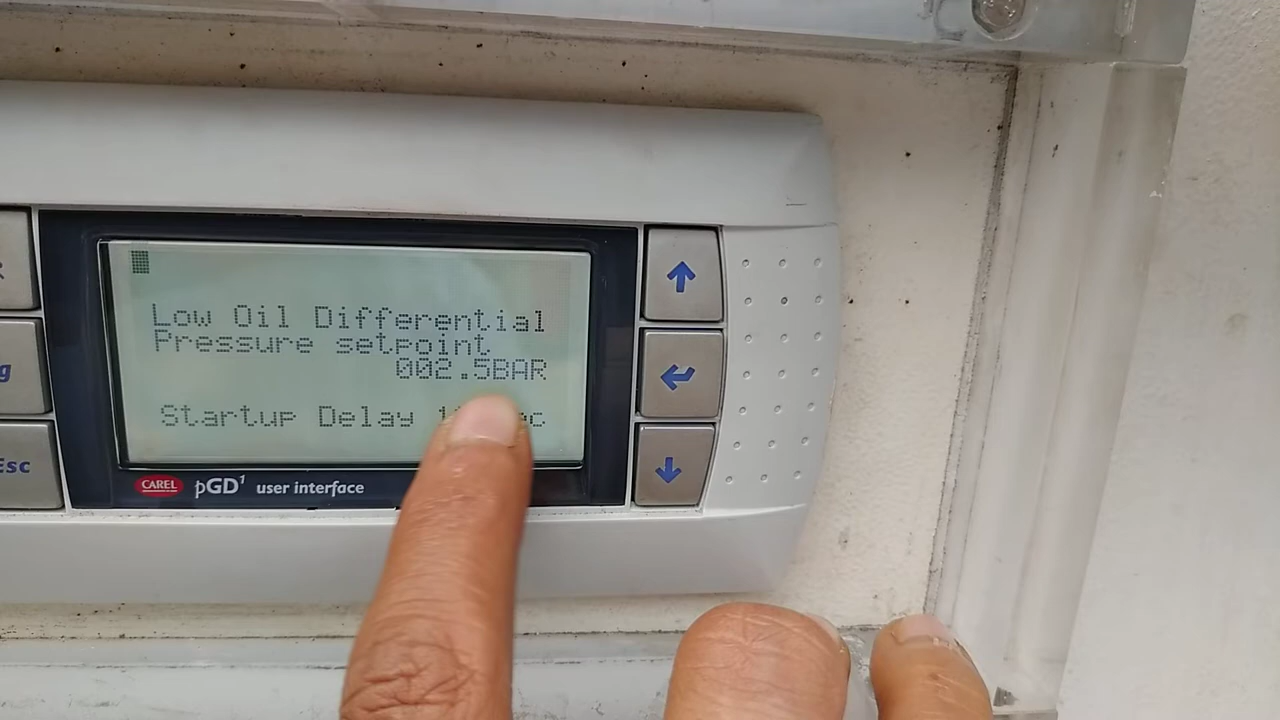 Low Oil Differential
Pressure setpoint
002.5BAR
Startup Delay
g
Esc
CAREL pGD¹ user interface